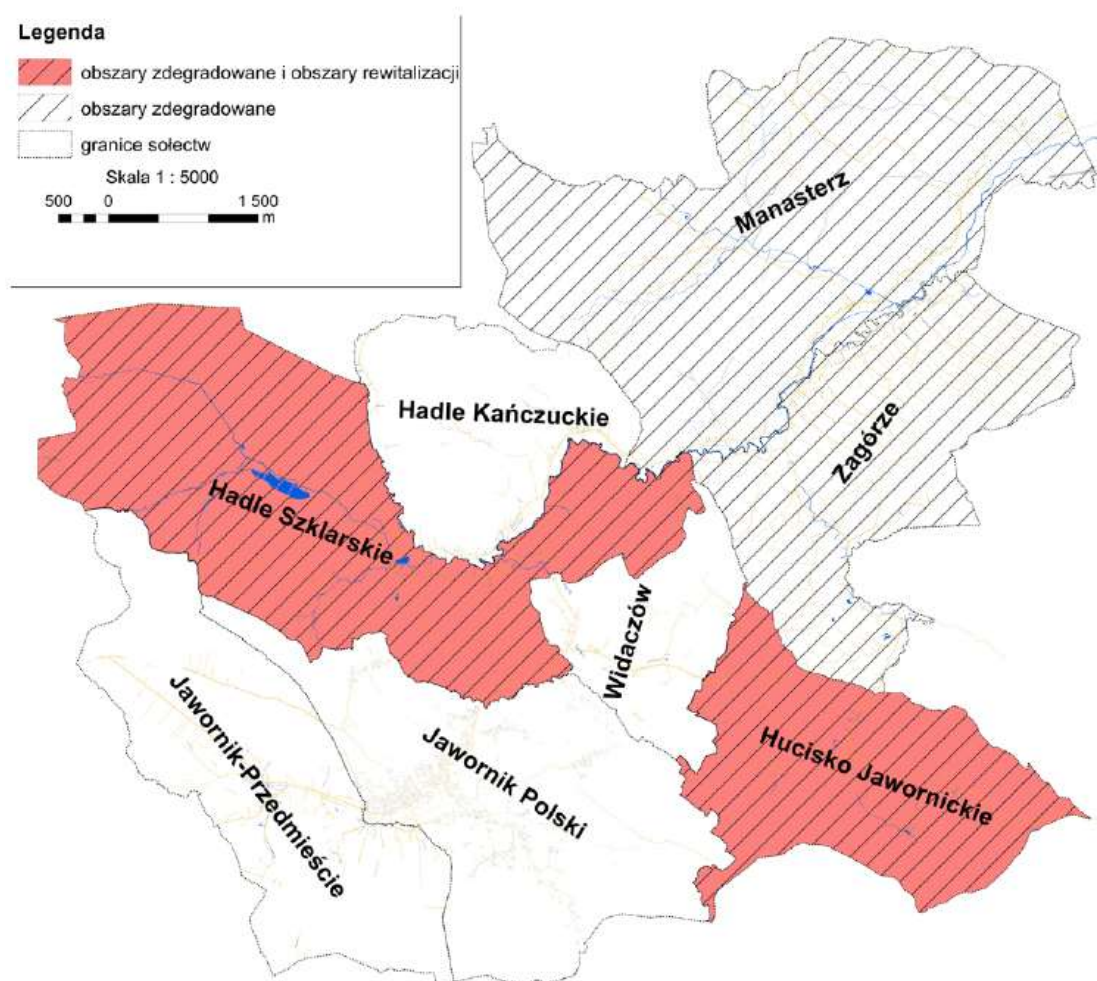 Legenda
obszary zdegradowane i obszary rewitalizacji
obszary zdegradowane
granice sołectw
Skala 1 : 5000
500 0 1 500
m
Manasterz
Hadle Kańczuckie
Zagórze
Hadle Szklarskie
Widaczów
Jawornik-Przedmieście
Jawornik Polski
Hucisko Jawornickie